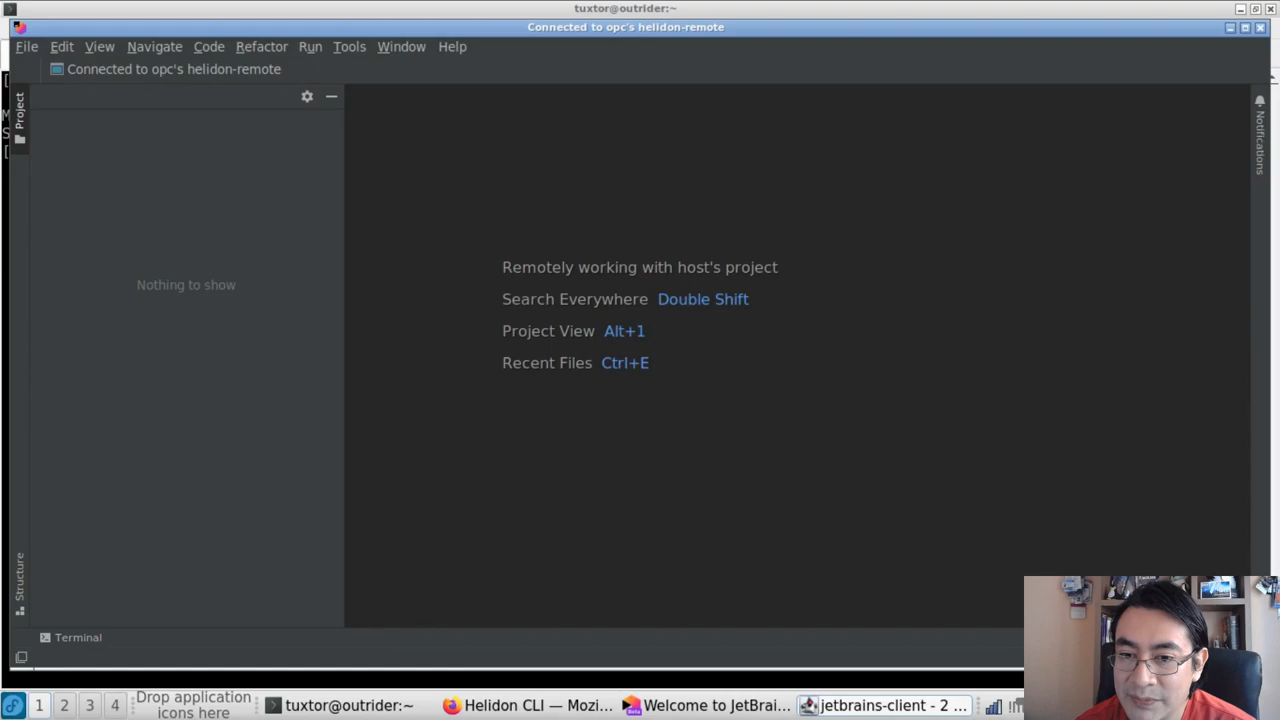 tuxtor@outrider:~
Connected to opc's helidon-remote
File Edit View Navigate Code Refactor Run Tools Window Help
Connected to opc's helidon-remote
Project
Notifications
Nothing to show
Remotely working with host's project
Search Everywhere Double Shift
Project View Alt+1
Recent Files Ctrl+E
Structure
Terminal
1 2 3 4 Drop application icons here tuxtor@outrider:~ Helidon CLI — Mozi... Welcome to JetBrai... jetbrains-client - 2 ...